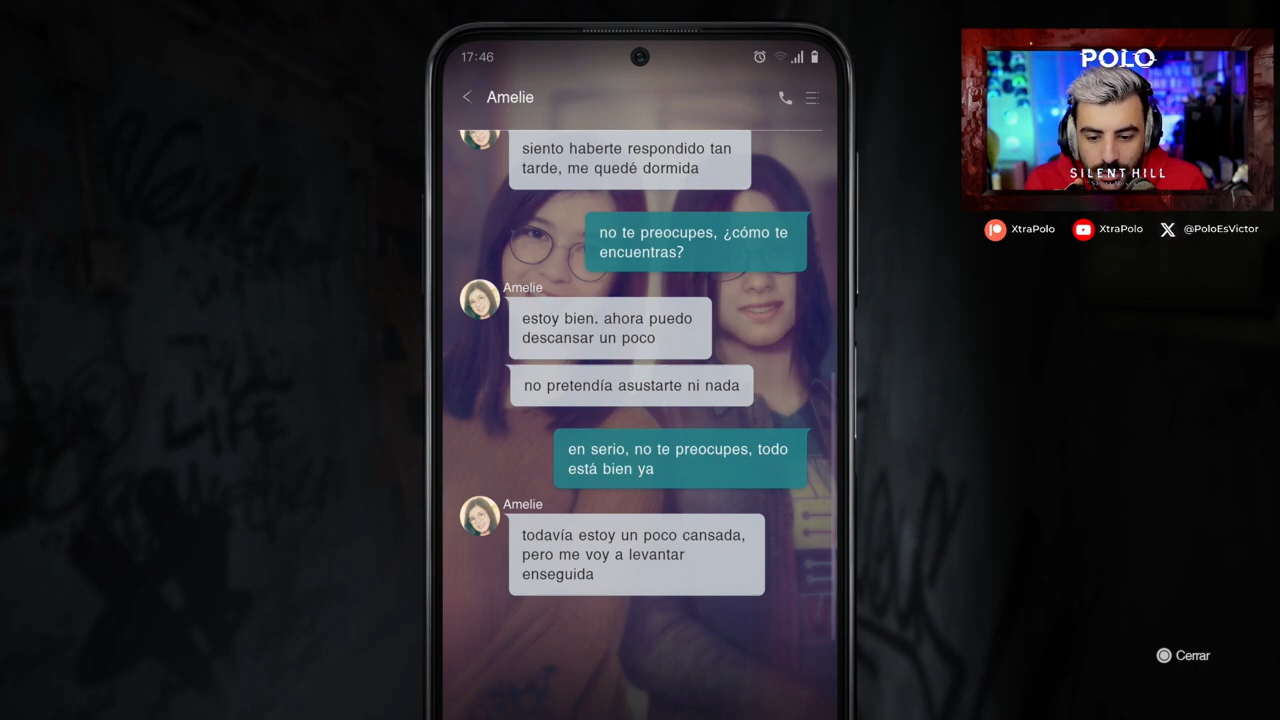 17:46
Amelie
siento haberte respondido tan
tarde, me quedé dormida
no te preocupes, ¿cómo te
encuentras?
Amelie
estoy bien. ahora puedo
descansar un poco
no pretendía asustarte ni nada
en serio, no te preocupes, todo
está bien ya
Amelie
todavía estoy un poco cansada,
pero me voy a levantar
enseguida
POLO
SILENT HILL
XtraPolo
XtraPolo
@PoloEsVictor
LIFE
Cerrar